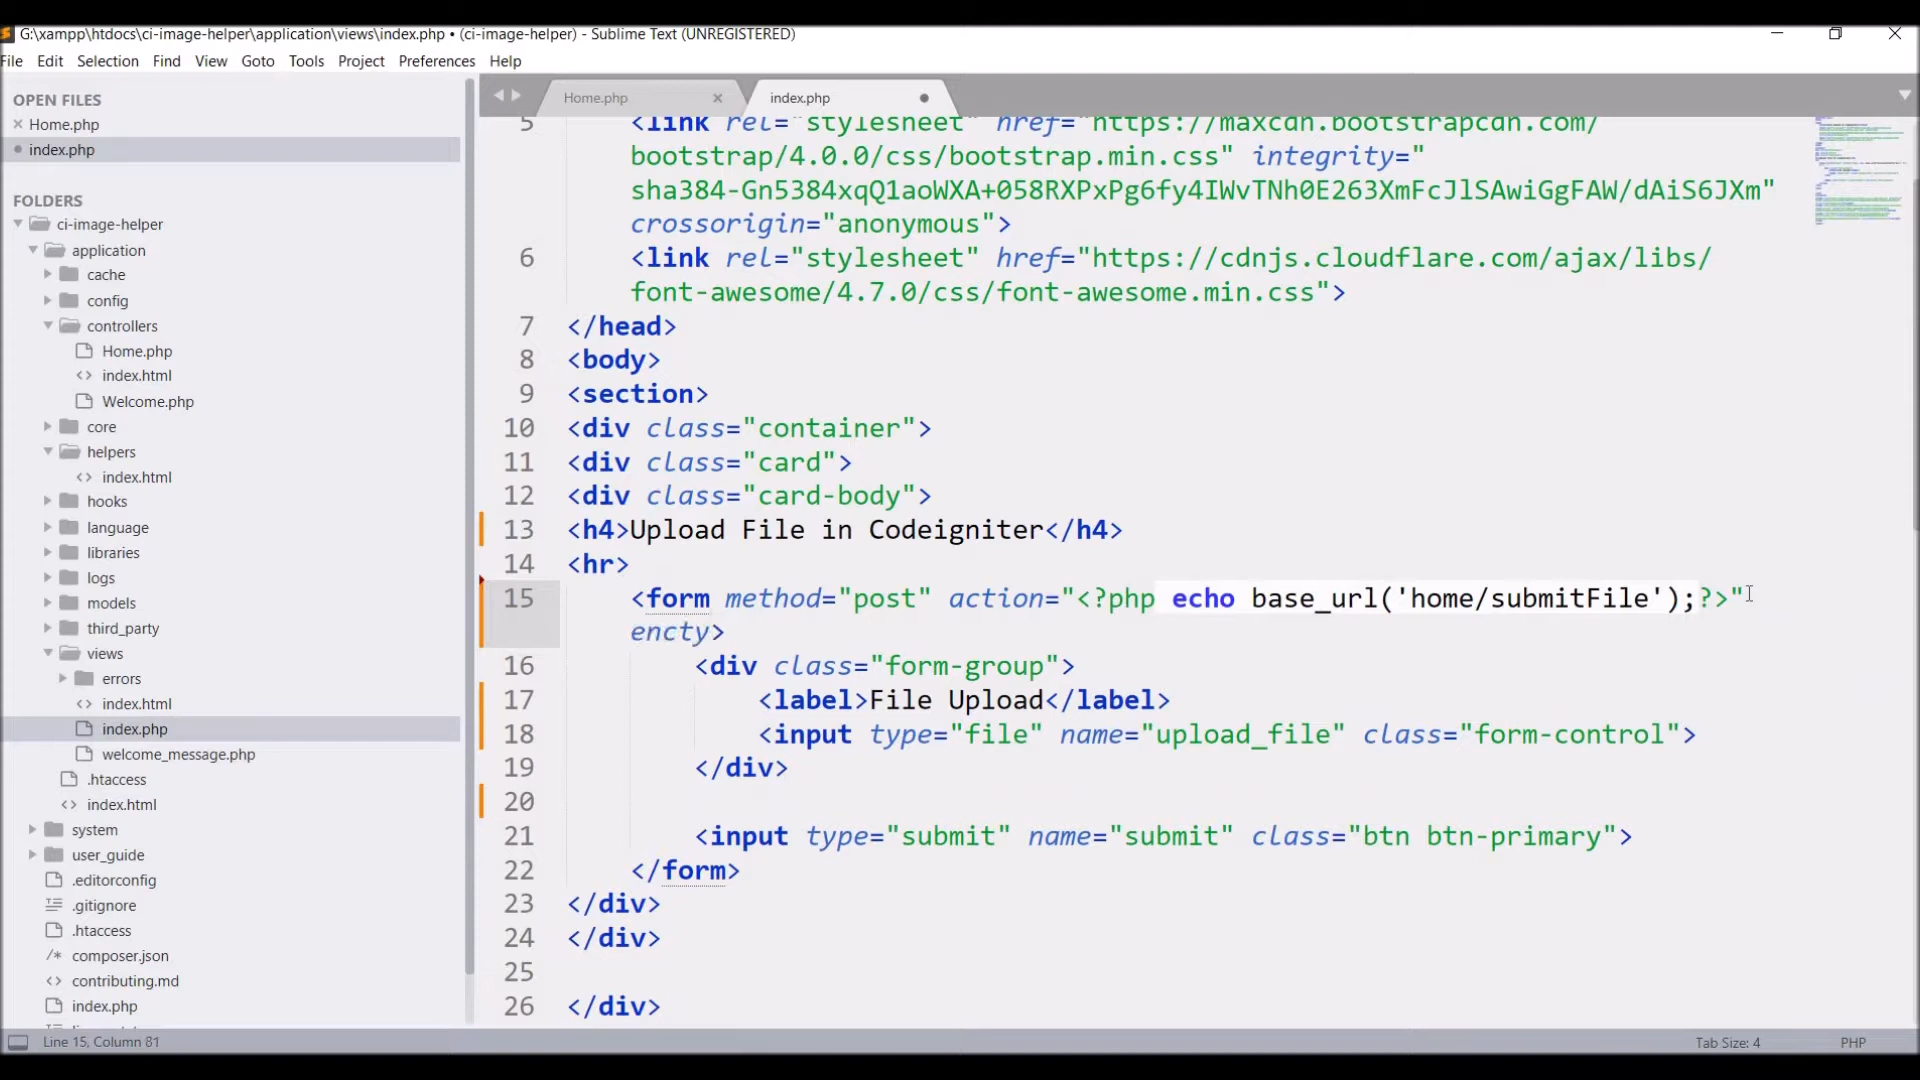 G:\xampp\htdocs\ci-image-helper\application\views\index.php • (ci-image-helper) - Sublime Text (UNREGISTERED)
File Edit Selection Find View Goto Tools Project Preferences Help
OPEN FILES
Home.php
index.php
FOLDERS
ci-image-helper
application
cache
config
controllers
Home.php
index.html
Welcome.php
core
helpers
index.html
hooks
language
libraries
logs
models
third_party
views
errors
index.html
index.php
welcome_message.php
.htaccess
index.html
system
user_guide
.editorconfig
.gitignore
.htaccess
composer.json
contributing.md
index.php
Home.php index.php
5 <link rel="stylesheet" href="https://maxcdn.bootstrapcdn.com/
bootstrap/4.0.0/css/bootstrap.min.css" integrity="
sha384-Gn5384xqQ1aoWXA+058RXPxPg6fy4IWvTNh0E263XmFcJlSAwiGgFAW/dAiS6JXm"
crossorigin="anonymous">
6 <link rel="stylesheet" href="https://cdnjs.cloudflare.com/ajax/libs/
font-awesome/4.7.0/css/font-awesome.min.css">
7 </head>
8 <body>
9 <section>
10 <div class="container">
11 <div class="card">
12 <div class="card-body">
13 <h4>Upload File in Codeigniter</h4>
14 <hr>
15 <form method="post" action="<?php echo base_url('home/submitFile');?>"
encty>
16 <div class="form-group">
17 <label>File Upload</label>
18 <input type="file" name="upload_file" class="form-control">
19 </div>
20
21 <input type="submit" name="submit" class="btn btn-primary">
22 </form>
23 </div>
24 </div>
25
26 </div>
Line 15, Column 81
Tab Size: 4
PHP